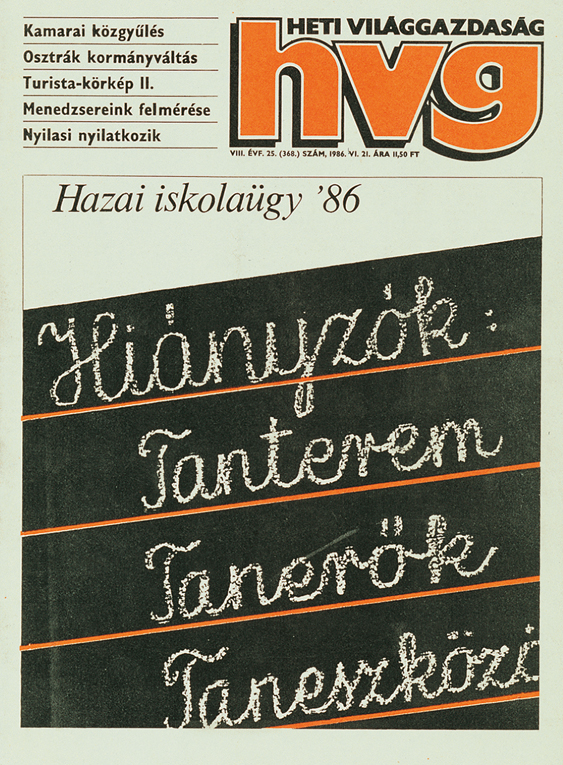 Kamarai közgyűlés
Osztrák kormányváltás
Turista-körkép II.
Menedzsereink felmérése
Nyilasi nyilatkozik
HETI VILÁGGAZDASÁG
hvg
VIII. ÉVF. 25. (368.) SZÁM, 1986. VI. 21. ÁRA 11,50 FT
Hazai iskolaügy '86
Hiányzók:
Tanterem
Tanerők
Taneszközö